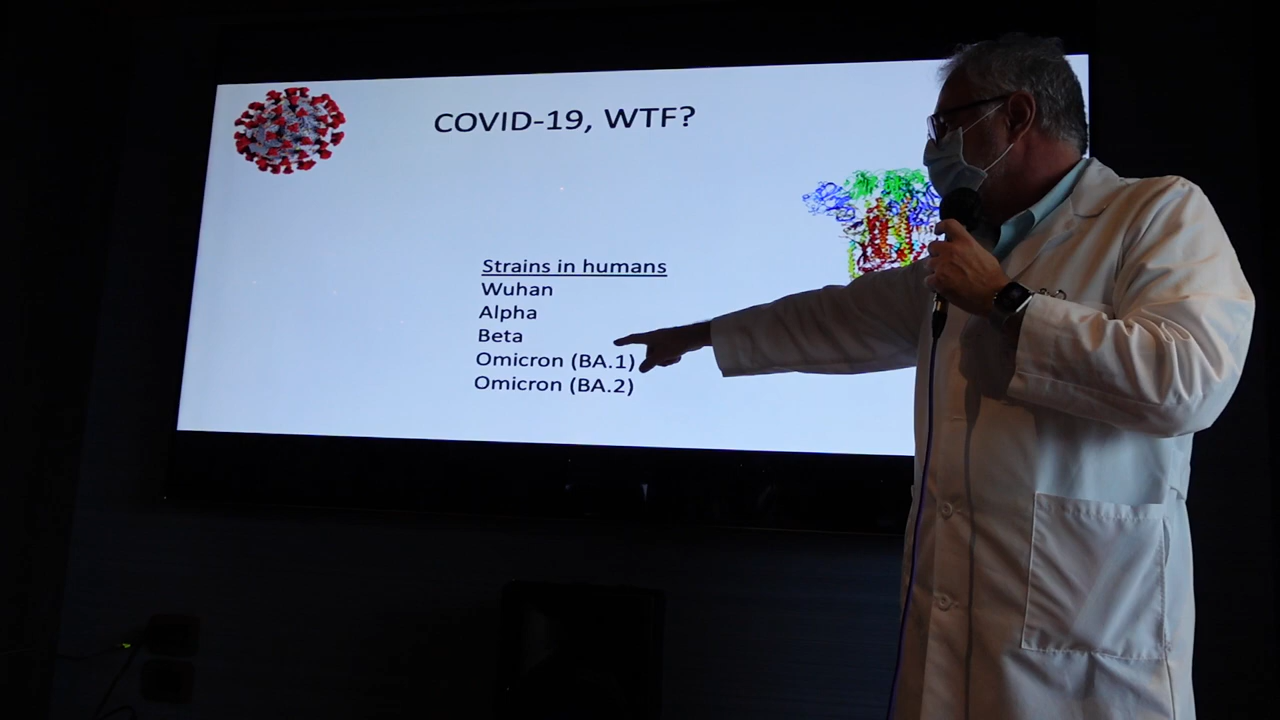 COVID-19, WTF?
Strains in humans
Wuhan
Alpha
Beta
Omicron (BA.1)
Omicron (BA.2)